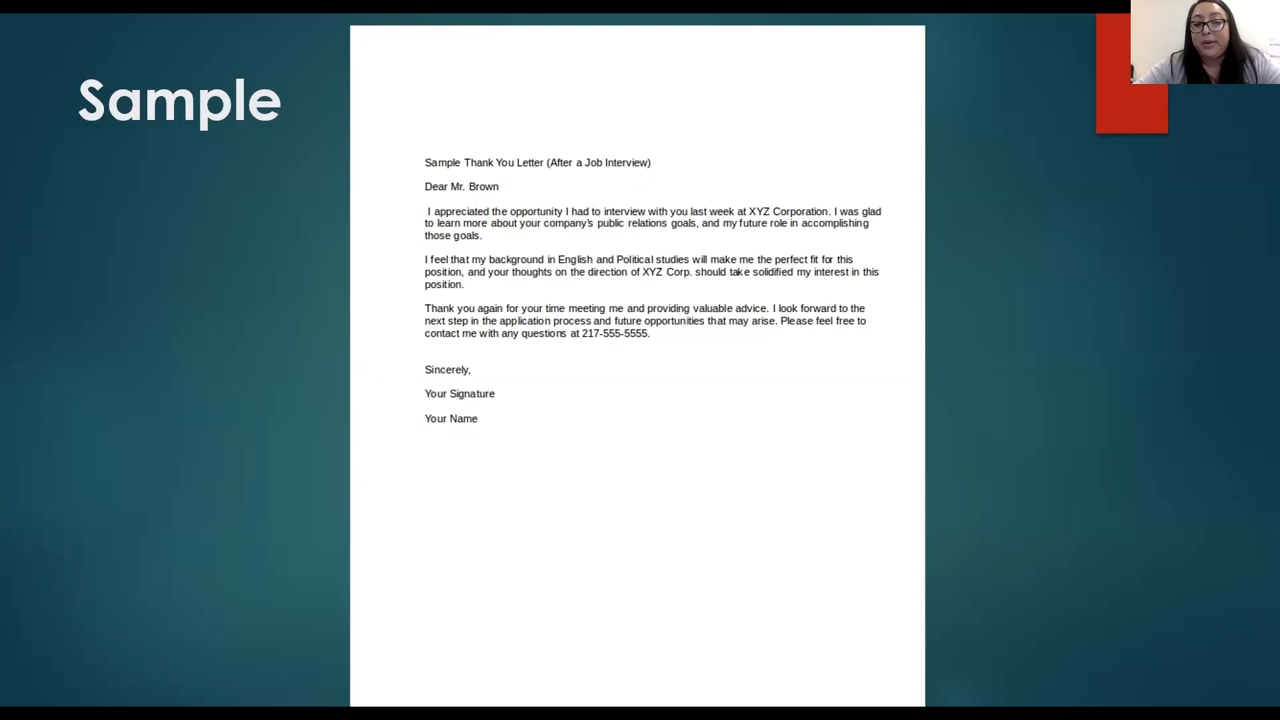 Sample
Sample Thank You Letter (After a Job Interview)
Dear Mr. Brown
I appreciated the opportunity I had to interview with you last week at XYZ Corporation. I was glad
to learn more about your company's public relations goals, and my future role in accomplishing
those goals.
I feel that my background in English and Political studies will make me the perfect fit for this
position, and your thoughts on the direction of XYZ Corp. should take solidified my interest in this
position.
Thank you again for your time meeting me and providing valuable advice. I look forward to the
next step in the application process and future opportunities that may arise. Please feel free to
contact me with any questions at 217-555-5555.
Sincerely,
Your Signature
Your Name